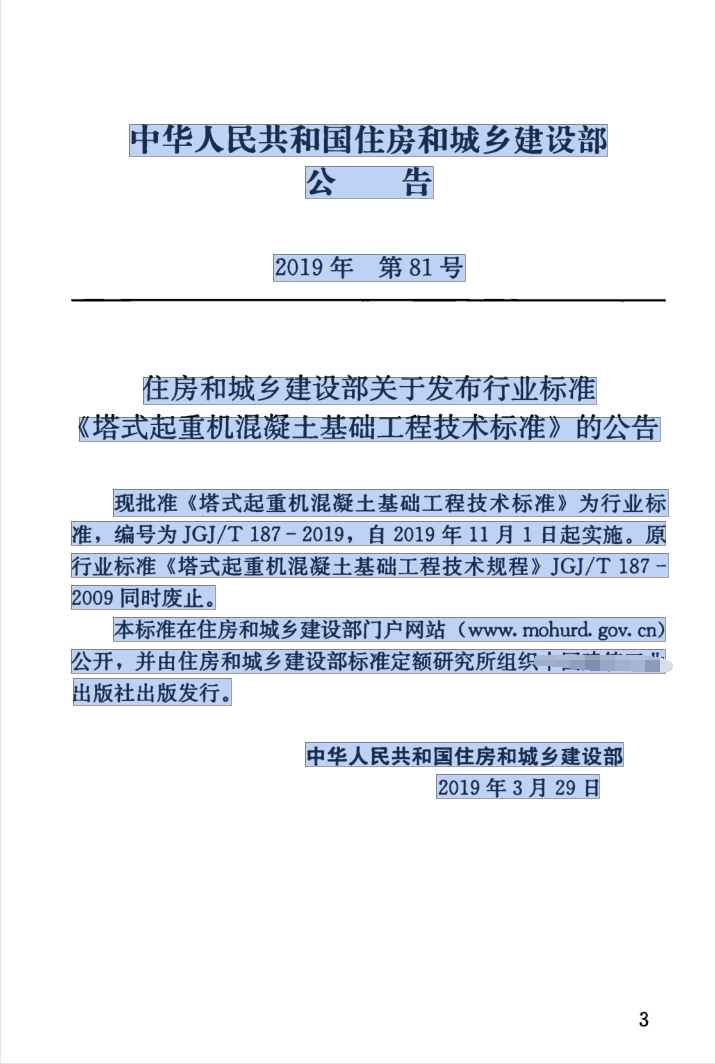 中华人民共和国住房和城乡建设部
公 告
2019 年 第 81 号
住房和城乡建设部关于发布行业标准
《塔式起重机混凝土基础工程技术标准》的公告
现批准《塔式起重机混凝土基础工程技术标准》为行业标
准，编号为 JGJ/T 187－2019，自 2019 年 11 月 1 日起实施。原
行业标准《塔式起重机混凝土基础工程技术规程》JGJ/T 187－
2009 同时废止。
本标准在住房和城乡建设部门户网站（www. mohurd. gov. cn）
公开，并由住房和城乡建设部标准定额研究所组织
出版社出版发行。
中华人民共和国住房和城乡建设部
2019 年 3 月 29 日
3